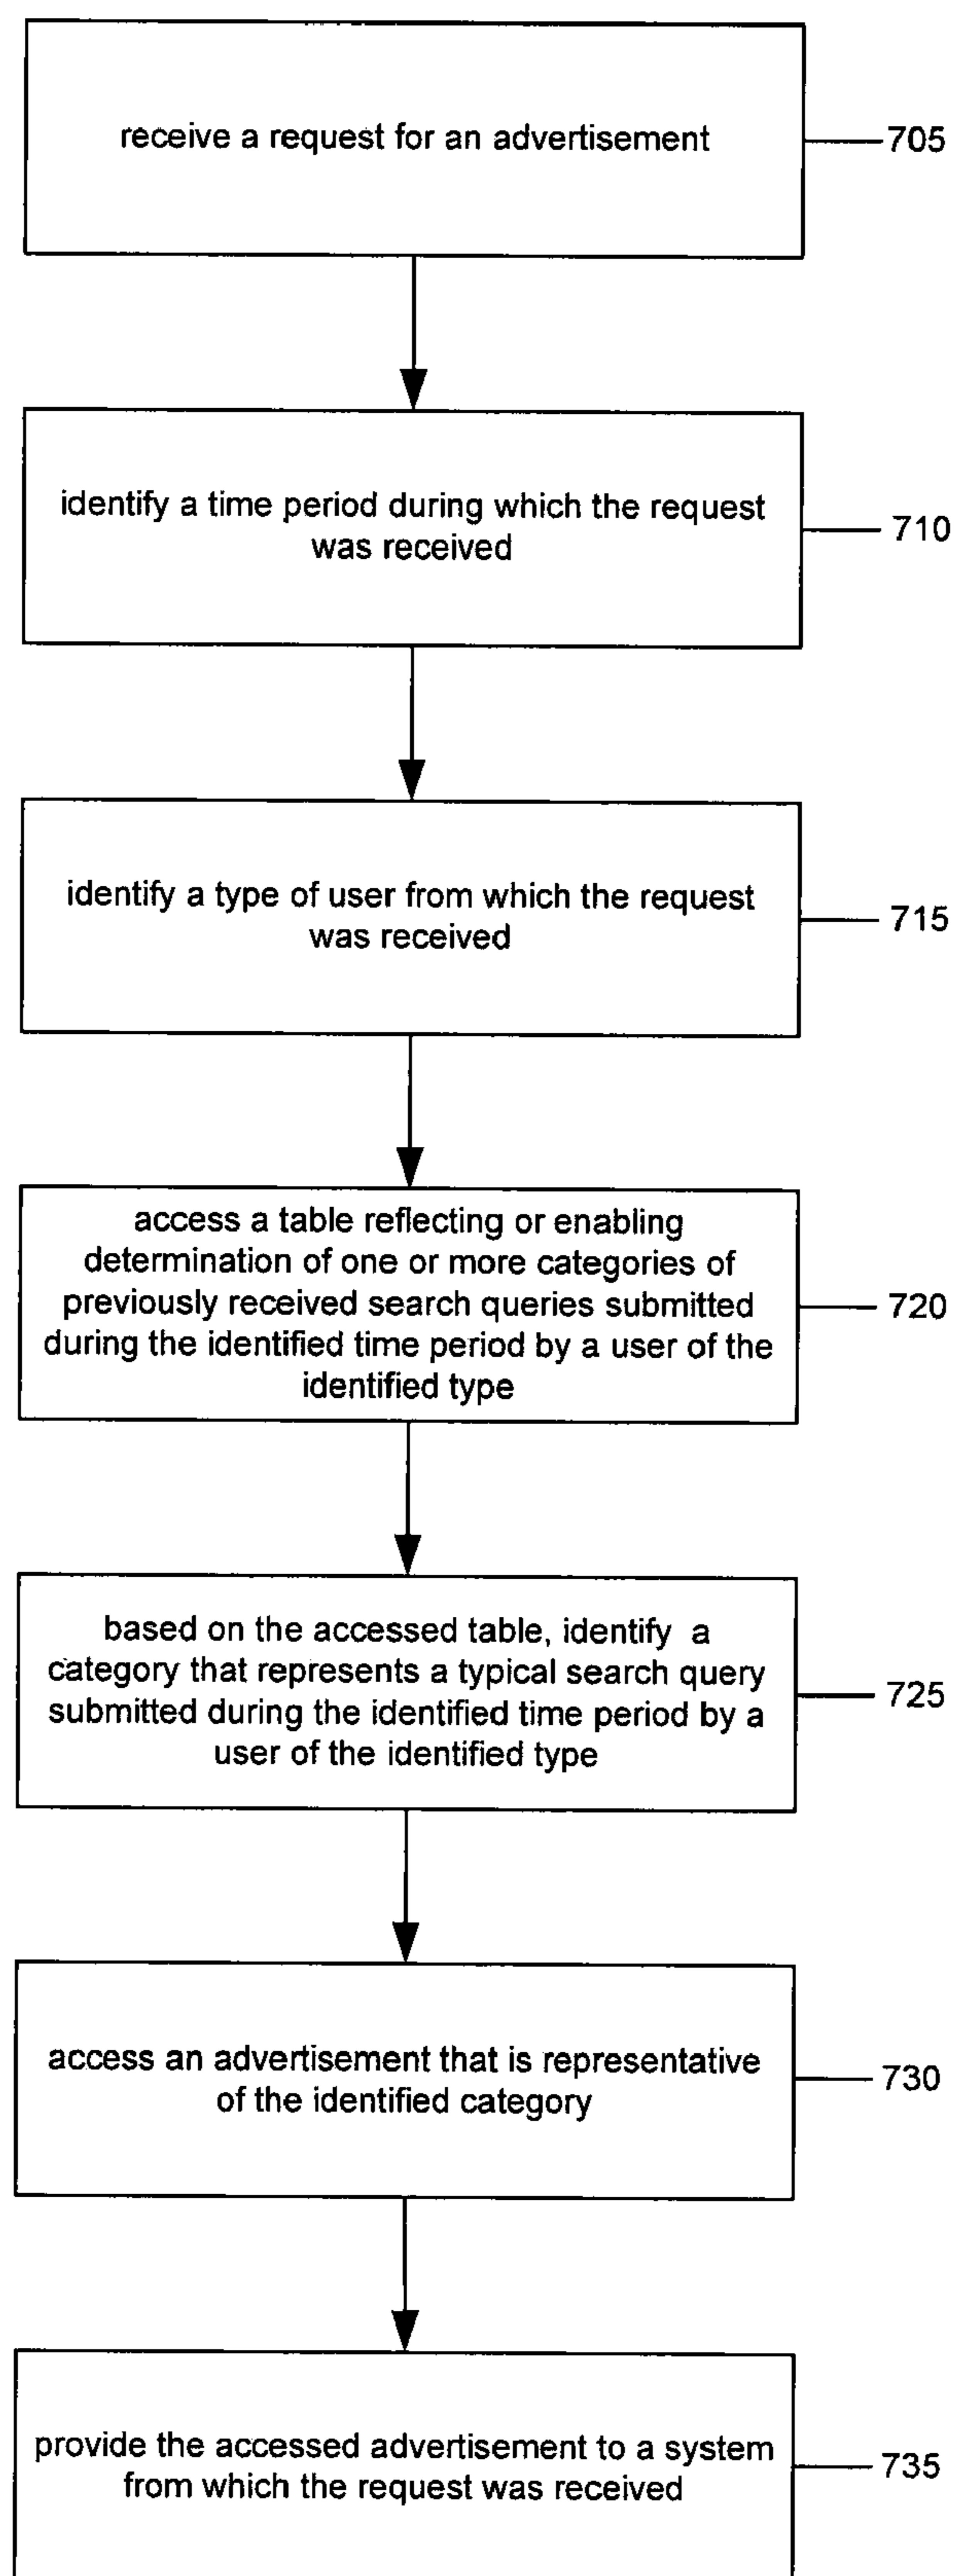 receive a request for an advertisement
705
identify a time period during which the request
was received
710
identify a type of user from which the request
was received
715
access a table reflecting or enabling
determination of one or more categories of
previously received search queries submitted
during the identified time period by a user of the
identified type
720
based on the accessed table, identify a
category that represents a typical search query
submitted during the identified time period by a
user of the identified type
725
access an advertisement that is representative
of the identified category
730
provide the accessed advertisement to a system
from which the request was received
735